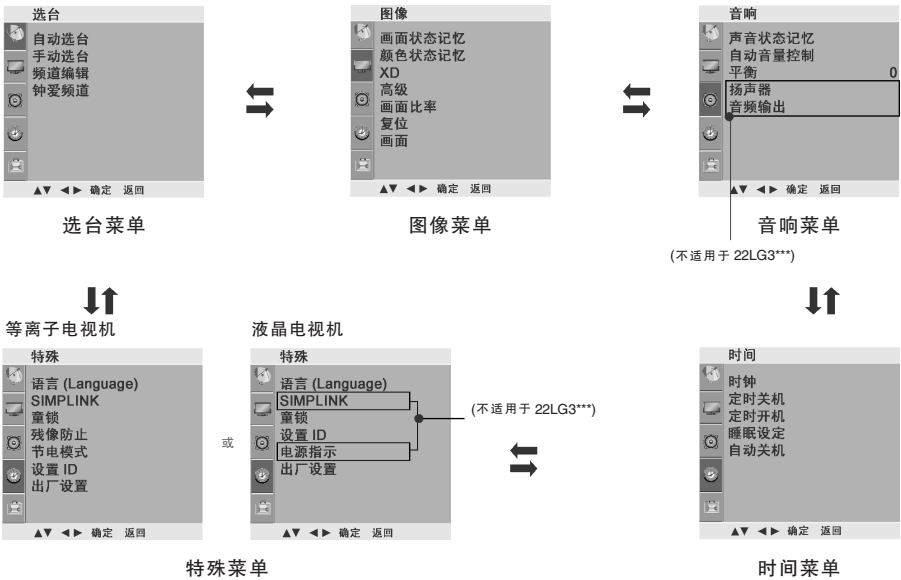 选台
自动选台
手动选台
频道编辑
钟爱频道
▲▼ ◀▶ 确定 返回
选台菜单
图像
画面状态记忆
颜色状态记忆
XD
高级
画面比率
复位
画面
▲▼ ◀▶ 确定 返回
图像菜单
音响
声音状态记忆
自动音量控制
平衡 0
扬声器
音频输出
▲▼ ◀▶ 确定 返回
音响菜单
(不适用于 22LG3***)
等离子电视机
特殊
语言 (Language)
SIMPLINK
童锁
残像防止
节电模式
设置 ID
出厂设置
▲▼ ◀▶ 确定 返回
或
液晶电视机
特殊
语言 (Language)
SIMPLINK
童锁
设置 ID
电源指示
出厂设置
▲▼ ◀▶ 确定 返回
(不适用于 22LG3***)
特殊菜单
时间
时钟
定时关机
定时开机
睡眠设定
自动关机
▲▼ ◀▶ 确定 返回
时间菜单